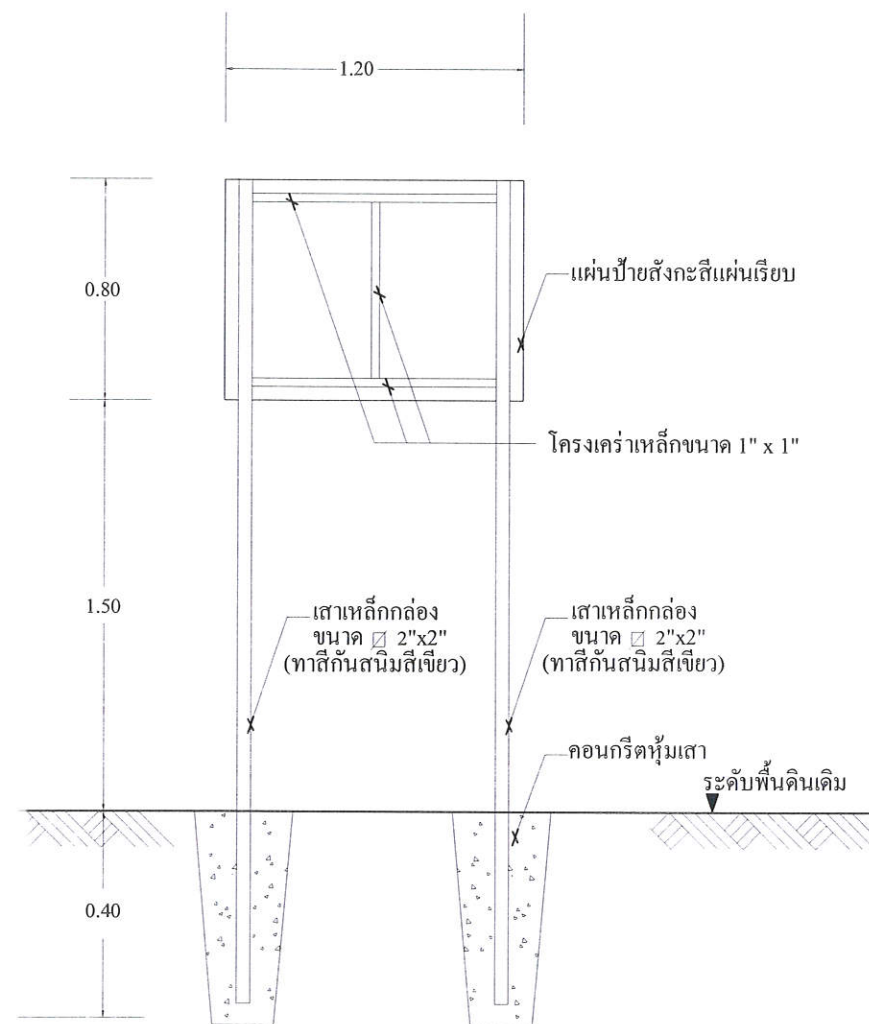 1.20
0.80
แผ่นป้ายสังกะสีแผ่นเรียบ
โครงเคร่าเหล็กขนาด 1" x 1"
1.50
เสาเหล็กกล่อง
ขนาด 2"x2"
(ทาสีกันสนิมสีเขียว)
เสาเหล็กกล่อง
ขนาด 2"x2"
(ทาสีกันสนิมสีเขียว)
คอนกรีตหุ้มเสา
ระดับพื้นดินเดิม
0.40